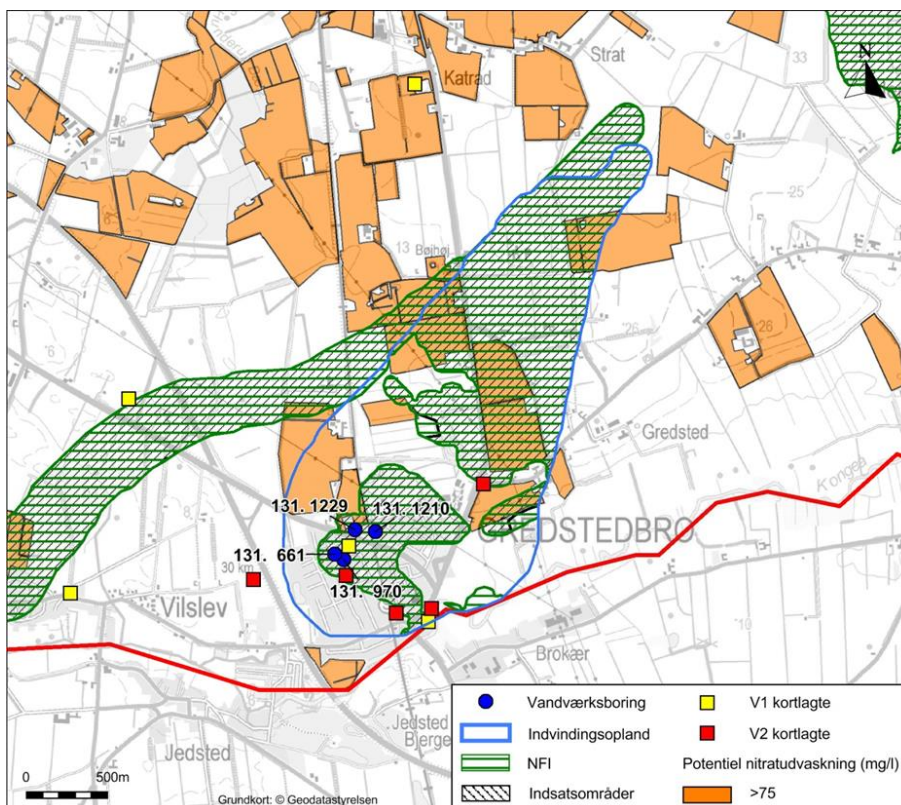 Strat
33
Katrad
N
25
31
13
Bøjhøj
26
26
6
Gredsted
Kongeå
131. 1229
131. 1210
GREDSTEDBRO
131. 661
30 km
131. 970
Vilslev
10
Brokær
Jedsted
Bjerge
Jedsted
0 500m
Grundkort: © Geodatastyrelsen
Vandværksboring
V1 kortlagte
Indvindingsopland
V2 kortlagte
NFI
Potentiel nitratudvaskning (mg/l)
Indsatsområder
>75